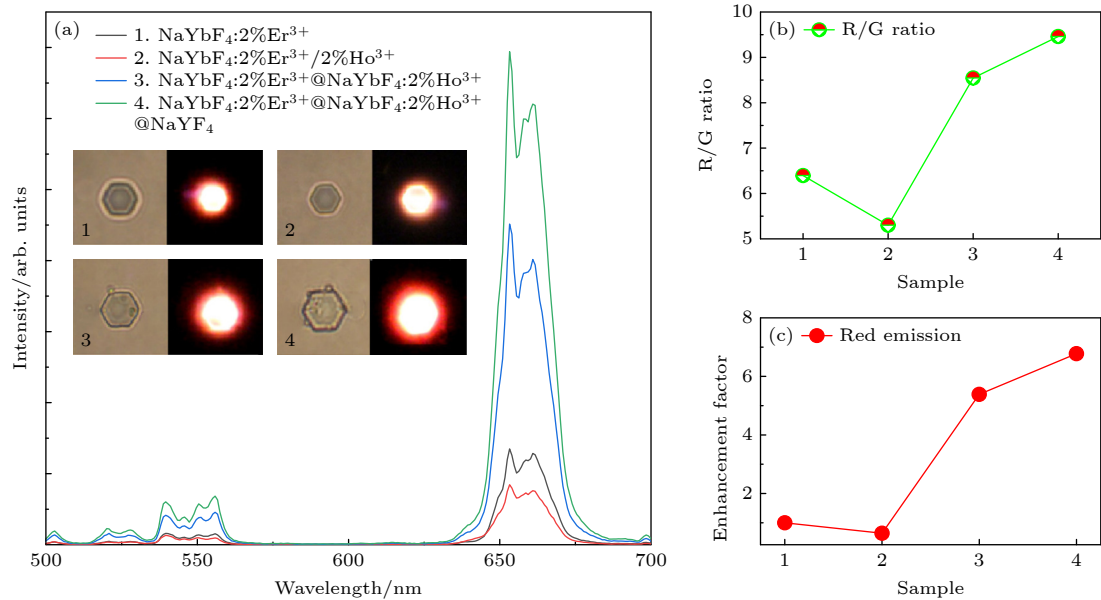 (a)
1. NaYbF₄:2%Er³⁺
2. NaYbF₄:2%Er³⁺/2%Ho³⁺
3. NaYbF₄:2%Er³⁺@NaYbF₄:2%Ho³⁺
4. NaYbF₄:2%Er³⁺@NaYbF₄:2%Ho³⁺
@NaYF₄
1
2
3
4
Intensity/arb. units
500
550
600
650
700
Wavelength/nm
(b)
R/G ratio
10
9
8
7
6
5
R/G ratio
1
2
3
4
Sample
(c)
Red emission
8
6
4
2
Enhancement factor
1
2
3
4
Sample